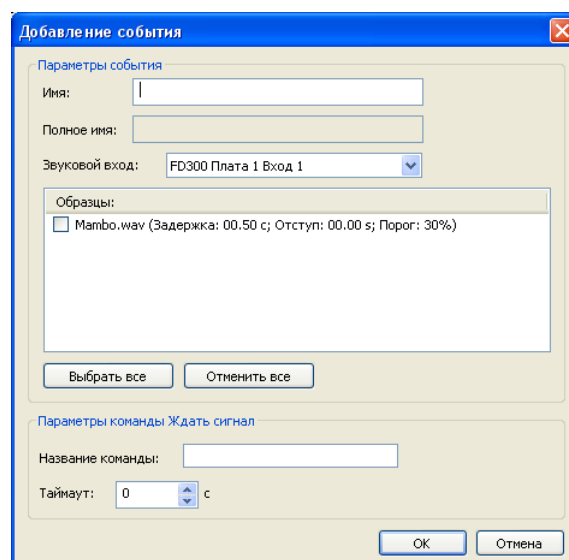 Добавление события
Параметры события
Имя:
Полное имя:
Звуковой вход: FD300 Плата 1 Вход 1
Образцы:
Mambo.wav (Задержка: 00.50 с; Отступ: 00.00 s; Порог: 30%)
Выбрать все Отменить все
Параметры команды Ждать сигнал
Название команды:
Таймаут: 0 с
OK Отмена